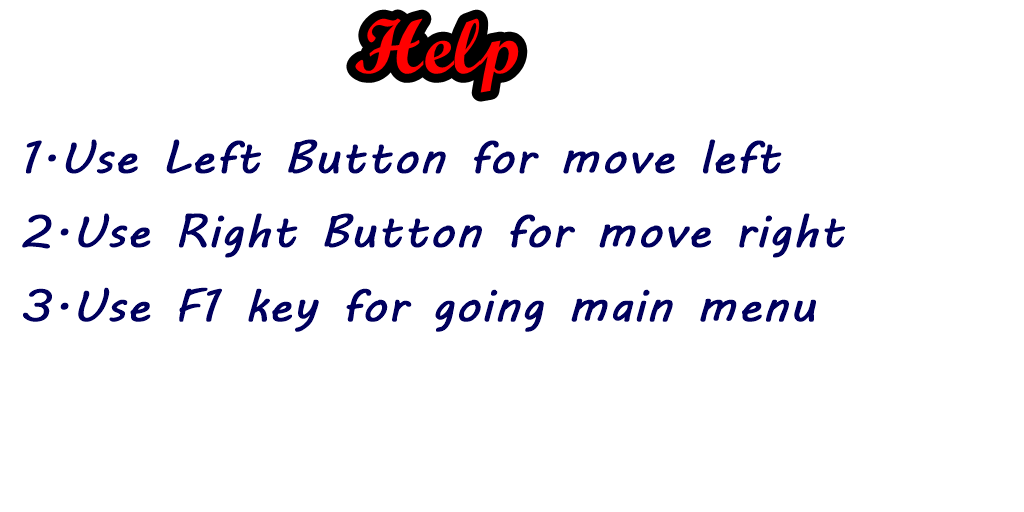 Help
1.Use Left Button for move left
2.Use Right Button for move right
3.Use F1 key for going main menu